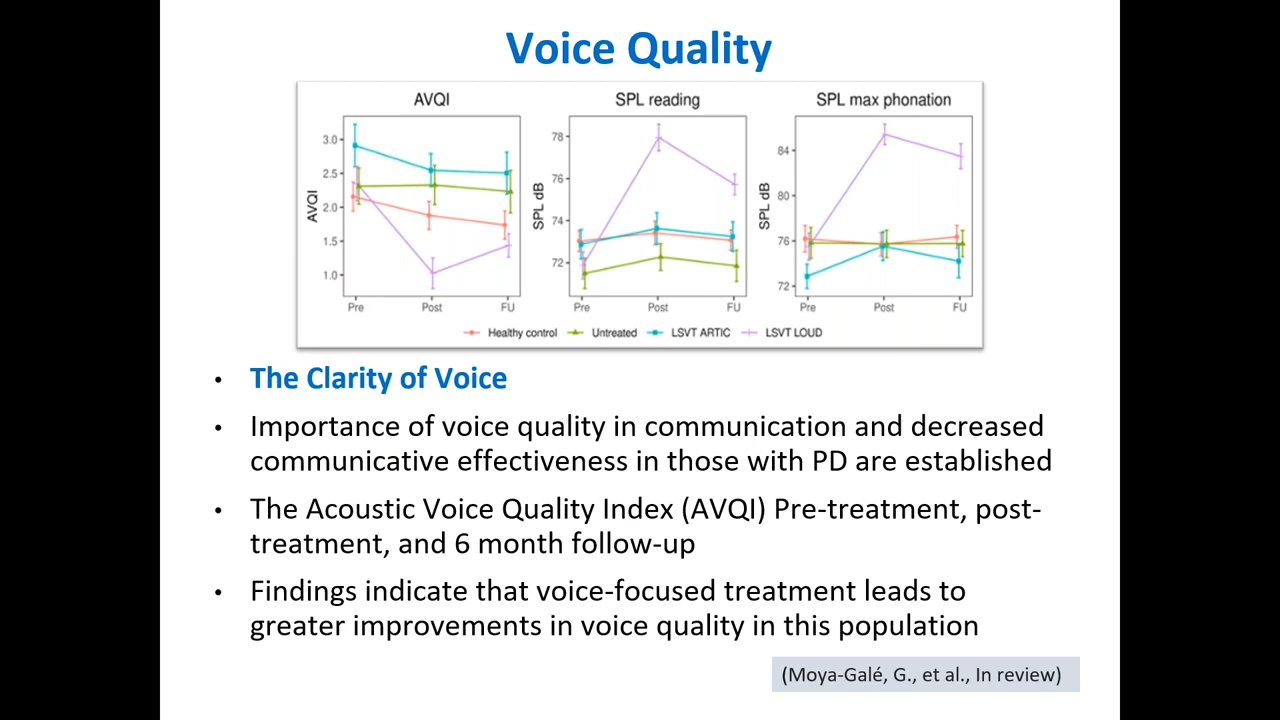 Voice Quality
AVQI
SPL reading
SPL max phonation
AVQI
3.0
2.5
2.0
1.5
1.0
Pre Post FU
SPL dB
78
76
74
72
Pre Post FU
SPL dB
84
80
76
72
Pre Post FU
Healthy control Untreated LSVT ARTIC LSVT LOUD
• The Clarity of Voice
• Importance of voice quality in communication and decreased
communicative effectiveness in those with PD are established
• The Acoustic Voice Quality Index (AVQI) Pre-treatment, post-
treatment, and 6 month follow-up
• Findings indicate that voice-focused treatment leads to
greater improvements in voice quality in this population
(Moya-Galé, G., et al., In review)